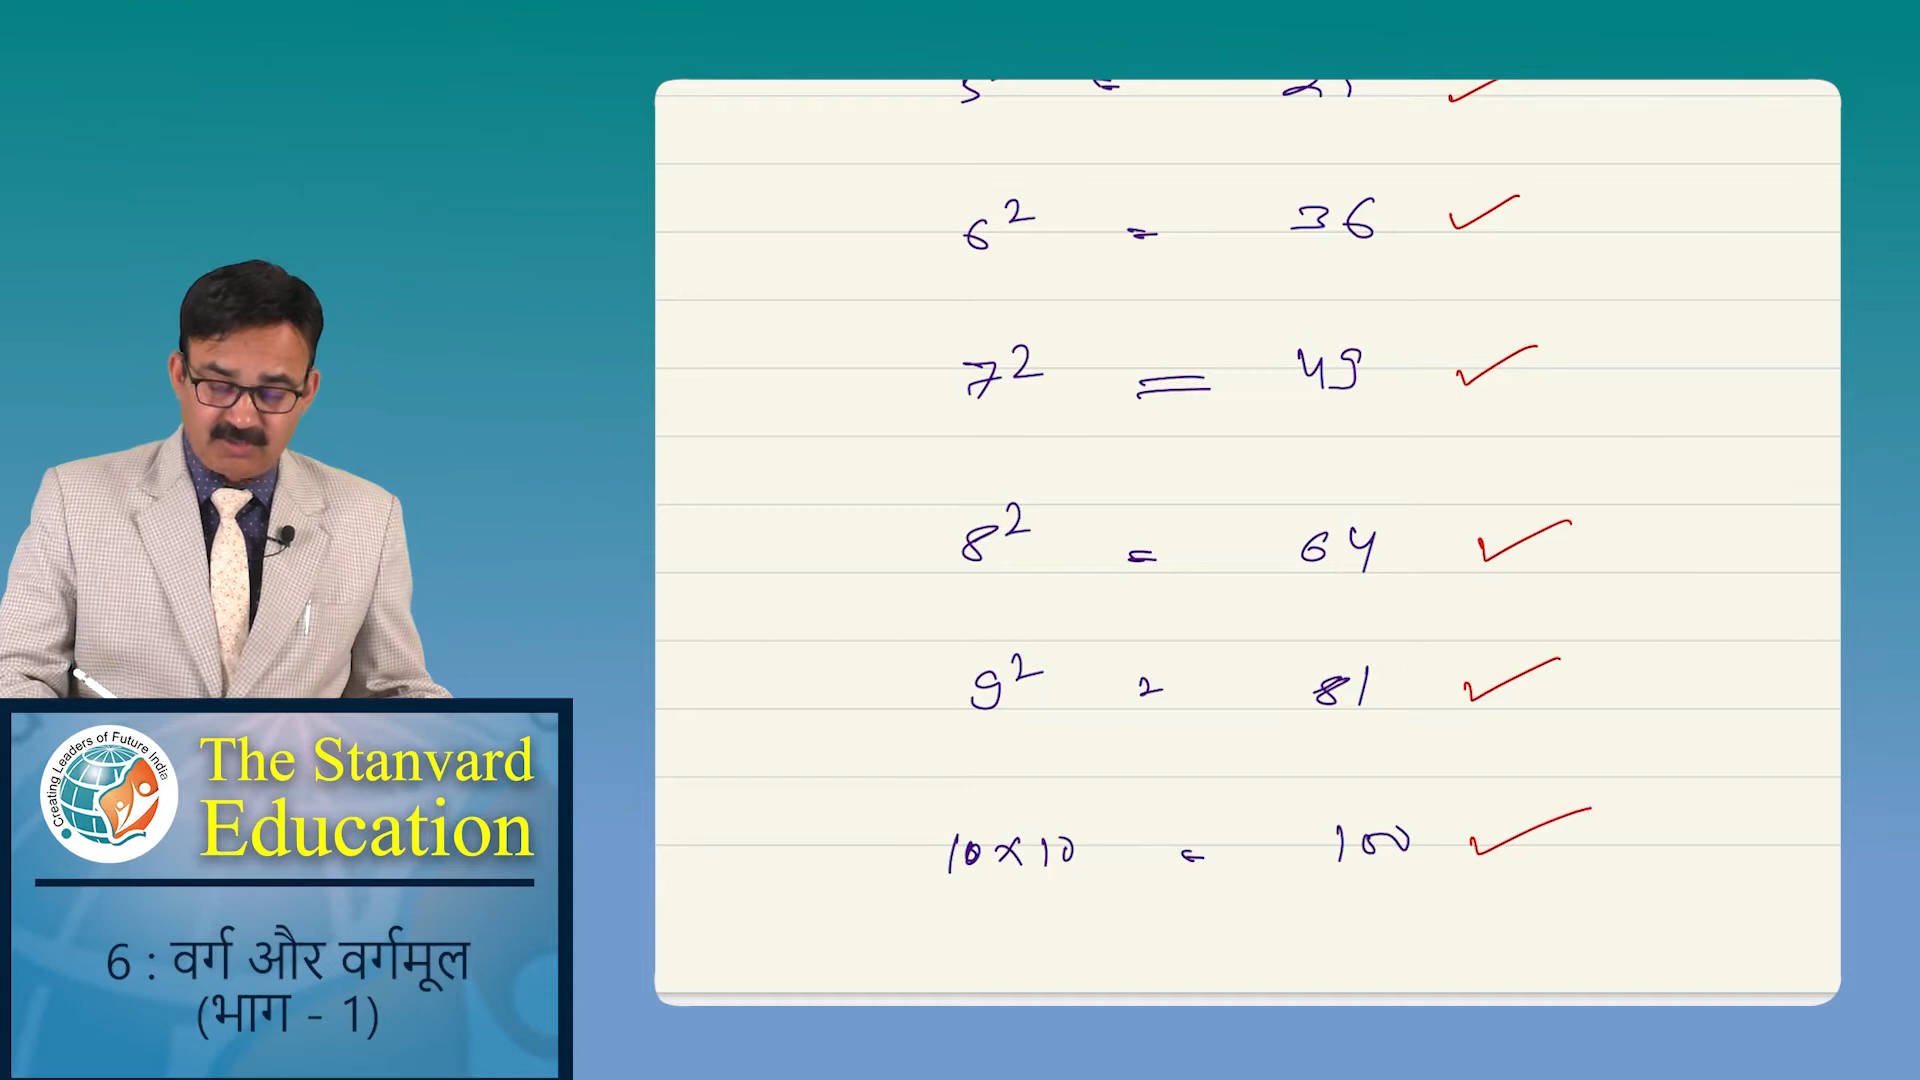 6² = 36
7² = 49
8² = 64
9² = 81
10×10 = 100
Creating Leaders of Future India
The Stanvard
Education
6 : वर्ग और वर्गमूल
(भाग - 1)